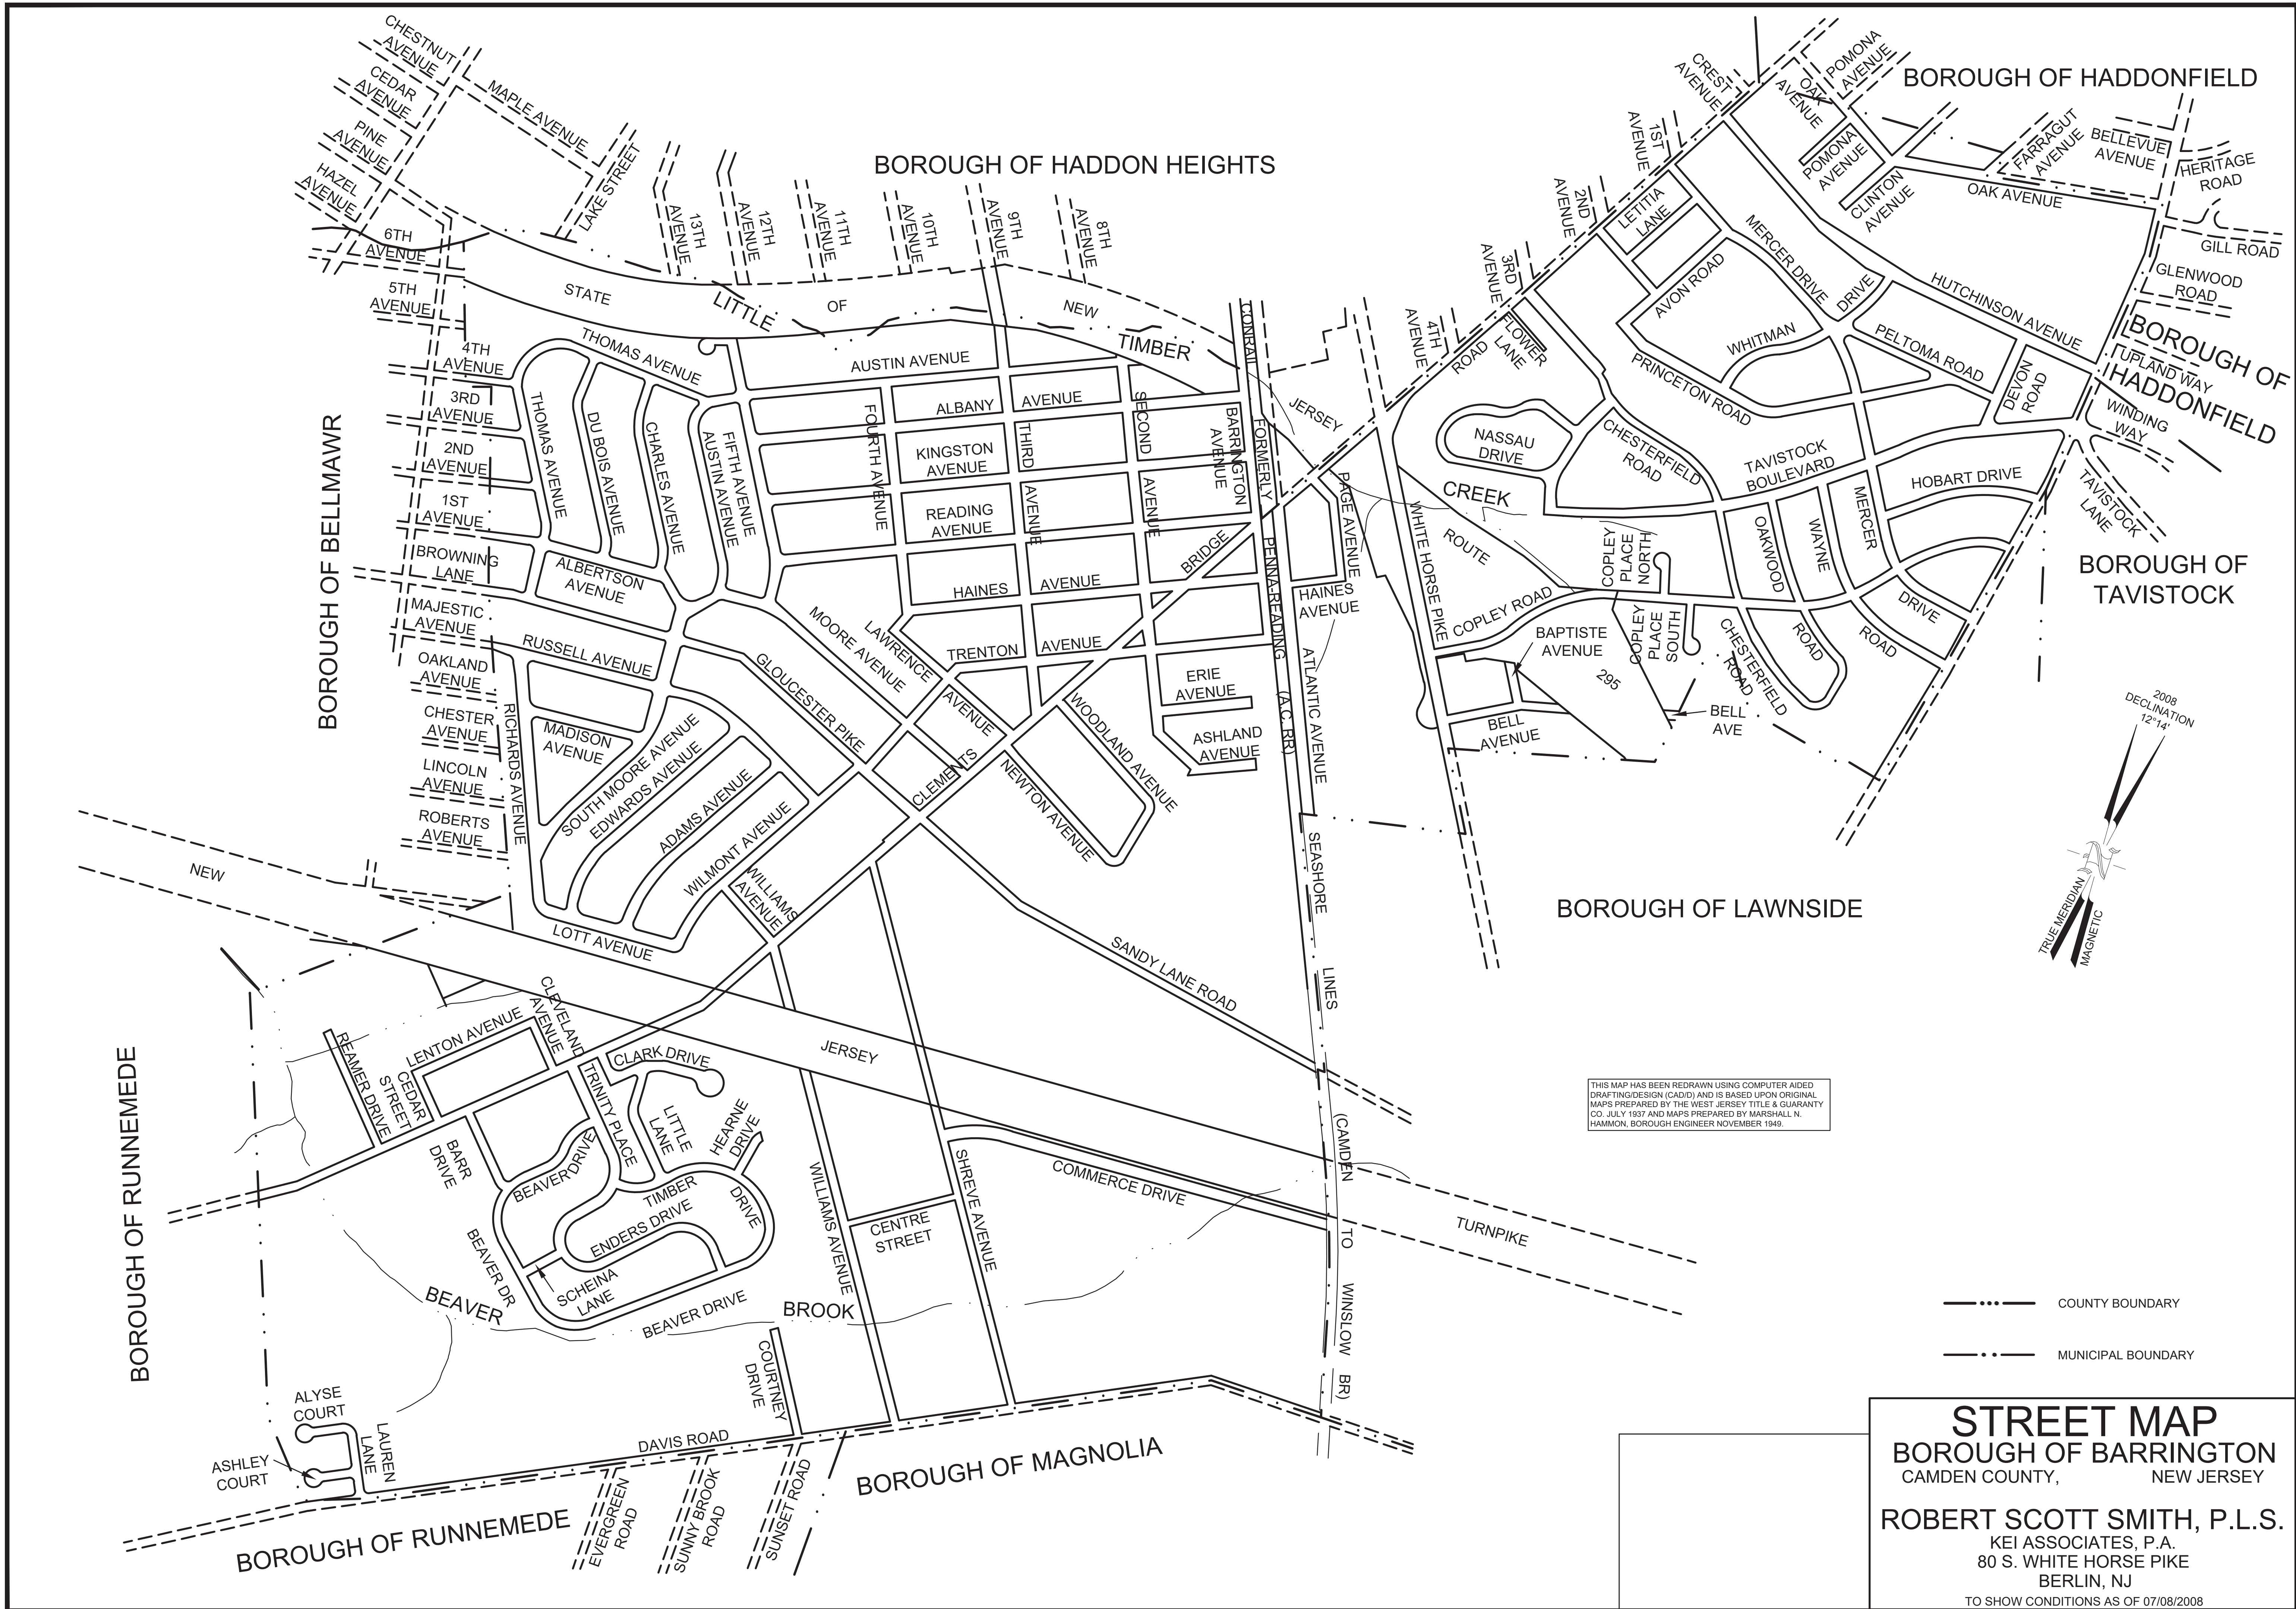 CHESTNUT
AVENUE
CEDAR
AVENUE
PINE
AVENUE
HAZEL
AVENUE
MAPLE AVENUE
LAKE STREET
6TH
AVENUE
5TH
AVENUE
4TH
AVENUE
3RD
AVENUE
2ND
AVENUE
1ST
AVENUE
BROWNING
LANE
MAJESTIC
AVENUE
OAKLAND
AVENUE
CHESTER
AVENUE
LINCOLN
AVENUE
ROBERTS
AVENUE
BOROUGH OF BELLMAWR
BOROUGH OF HADDON HEIGHTS
13TH
AVENUE
12TH
AVENUE
11TH
AVENUE
10TH
AVENUE
9TH
AVENUE
8TH
AVENUE
STATE
OF
NEW
JERSEY
LITTLE
TIMBER
CREEK
THOMAS AVENUE
THOMAS AVENUE
DU BOIS AVENUE
CHARLES AVENUE
AUSTIN AVENUE
FIFTH AVENUE
AUSTIN AVENUE
ALBANY
AVENUE
FOURTH AVENUE
KINGSTON
AVENUE
READING
AVENUE
THIRD
AVENUE
SECOND
AVENUE
BARRINGTON
AVENUE
HAINES
AVENUE
TRENTON
AVENUE
BRIDGE
ERIE
AVENUE
ASHLAND
AVENUE
ALBERTSON
AVENUE
RUSSELL AVENUE
MADISON
AVENUE
RICHARDS AVENUE
SOUTH MOORE AVENUE
EDWARDS AVENUE
ADAMS AVENUE
WILMONT AVENUE
LOTT AVENUE
WILLIAMS
AVENUE
GLOUCESTER PIKE
MOORE AVENUE
LAWRENCE
AVENUE
CLEMENTS
NEWTON AVENUE
WOODLAND AVENUE
SANDY LANE ROAD
CONRAIL
FORMERLY
PENNA-READING
(A.C. RR)
SEASHORE
LINES
(CAMDEN
TO
WINSLOW
BR)
PAGE AVENUE
HAINES
AVENUE
ATLANTIC AVENUE
WHITE HORSE PIKE
ROUTE
295
COPLEY ROAD
BAPTISTE
AVENUE
BELL
AVENUE
BELL
AVE
COPLEY
PLACE
NORTH
COPLEY
PLACE
SOUTH
CHESTERFIELD
ROAD
CHESTERFIELD
ROAD
OAKWOOD
ROAD
WAYNE
ROAD
MERCER
DRIVE
HOBART DRIVE
TAVISTOCK
BOULEVARD
NASSAU
DRIVE
4TH
AVENUE
3RD
AVENUE
2ND
AVENUE
1ST
AVENUE
CREST
AVENUE
ROAD
FLOWER
LANE
LETITIA
LANE
AVON ROAD
PRINCETON ROAD
WHITMAN
DRIVE
MERCER DRIVE
PELTOMA ROAD
DEVON
ROAD
HUTCHINSON AVENUE
OAK
AVENUE
POMONA
AVENUE
POMONA
AVENUE
CLINTON
AVENUE
OAK AVENUE
FARRAGUT
AVENUE
BELLEVUE
AVENUE
HERITAGE
ROAD
GILL ROAD
GLENWOOD
ROAD
UPLAND WAY
WINDING
WAY
TAVISTOCK
LANE
BOROUGH OF HADDONFIELD
BOROUGH OF
HADDONFIELD
BOROUGH OF
TAVISTOCK
BOROUGH OF LAWNSIDE
2008
DECLINATION
12°14'
TRUE MERIDIAN
MAGNETIC
NEW
JERSEY
TURNPIKE
BOROUGH OF RUNNEMEDE
REAMER DRIVE
LENTON AVENUE
CEDAR
STREET
CLEVELAND
AVENUE
CLARK DRIVE
TRINITY PLACE
LITTLE
LANE
HEARNE
DRIVE
BARR
DRIVE
BEAVER DRIVE
TIMBER
DRIVE
ENDERS DRIVE
BEAVER DR
SCHEINA
LANE
BEAVER DRIVE
BEAVER
BROOK
WILLIAMS AVENUE
SHREVE AVENUE
CENTRE
STREET
COMMERCE DRIVE
COURTNEY
DRIVE
DAVIS ROAD
ALYSE
COURT
ASHLEY
COURT
LAUREN
LANE
EVERGREEN
ROAD
SUNNY BROOK
ROAD
SUNSET ROAD
BOROUGH OF RUNNEMEDE
BOROUGH OF MAGNOLIA
THIS MAP HAS BEEN REDRAWN USING COMPUTER AIDED
DRAFTING/DESIGN (CAD/D) AND IS BASED UPON ORIGINAL
MAPS PREPARED BY THE WEST JERSEY TITLE & GUARANTY
CO. JULY 1937 AND MAPS PREPARED BY MARSHALL N.
HAMMON, BOROUGH ENGINEER NOVEMBER 1949.
COUNTY BOUNDARY
MUNICIPAL BOUNDARY
STREET MAP
BOROUGH OF BARRINGTON
CAMDEN COUNTY, NEW JERSEY
ROBERT SCOTT SMITH, P.L.S.
KEI ASSOCIATES, P.A.
80 S. WHITE HORSE PIKE
BERLIN, NJ
TO SHOW CONDITIONS AS OF 07/08/2008